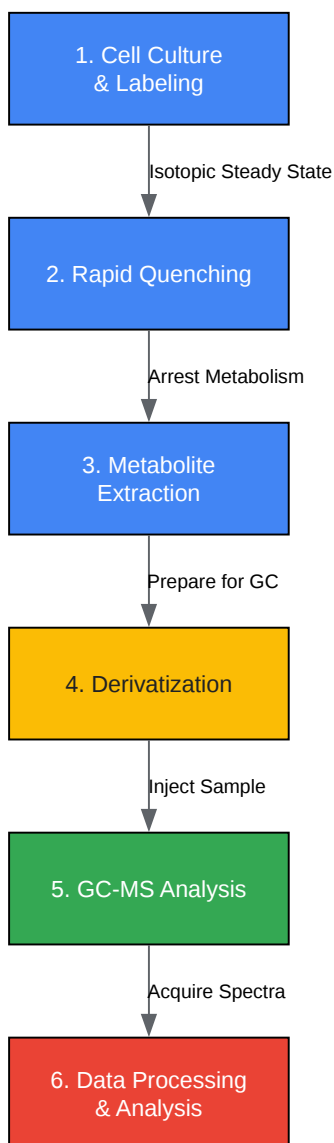 1. Cell Culture
& Labeling
Isotopic Steady State
2. Rapid Quenching
Arrest Metabolism
3. Metabolite
Extraction
Prepare for GC
4. Derivatization
Inject Sample
5. GC-MS Analysis
Acquire Spectra
6. Data Processing
& Analysis